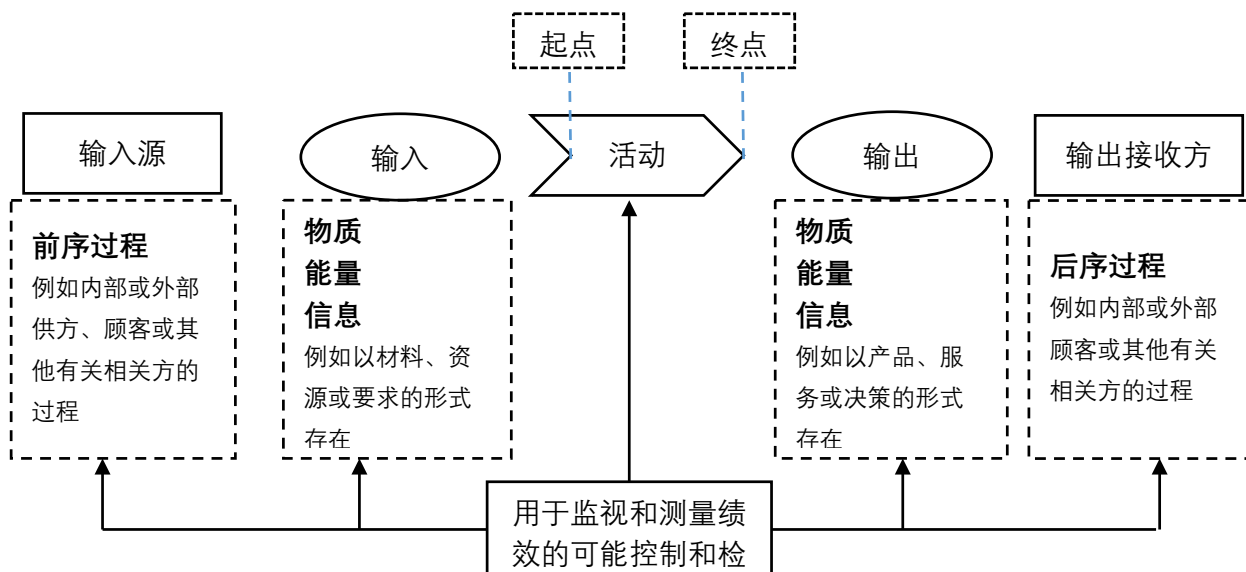 起点
终点
输入源
输入
活动
输出
输出接收方
前序过程
例如内部或外部
供方、顾客或其
他有关相关方的
过程
物质
能量
信息
例如以材料、资
源或要求的形式
存在
物质
能量
信息
例如以产品、服
务或决策的形式
存在
后序过程
例如内部或外部
顾客或其他有关
相关方的过程
用于监视和测量绩
效的可能控制和检